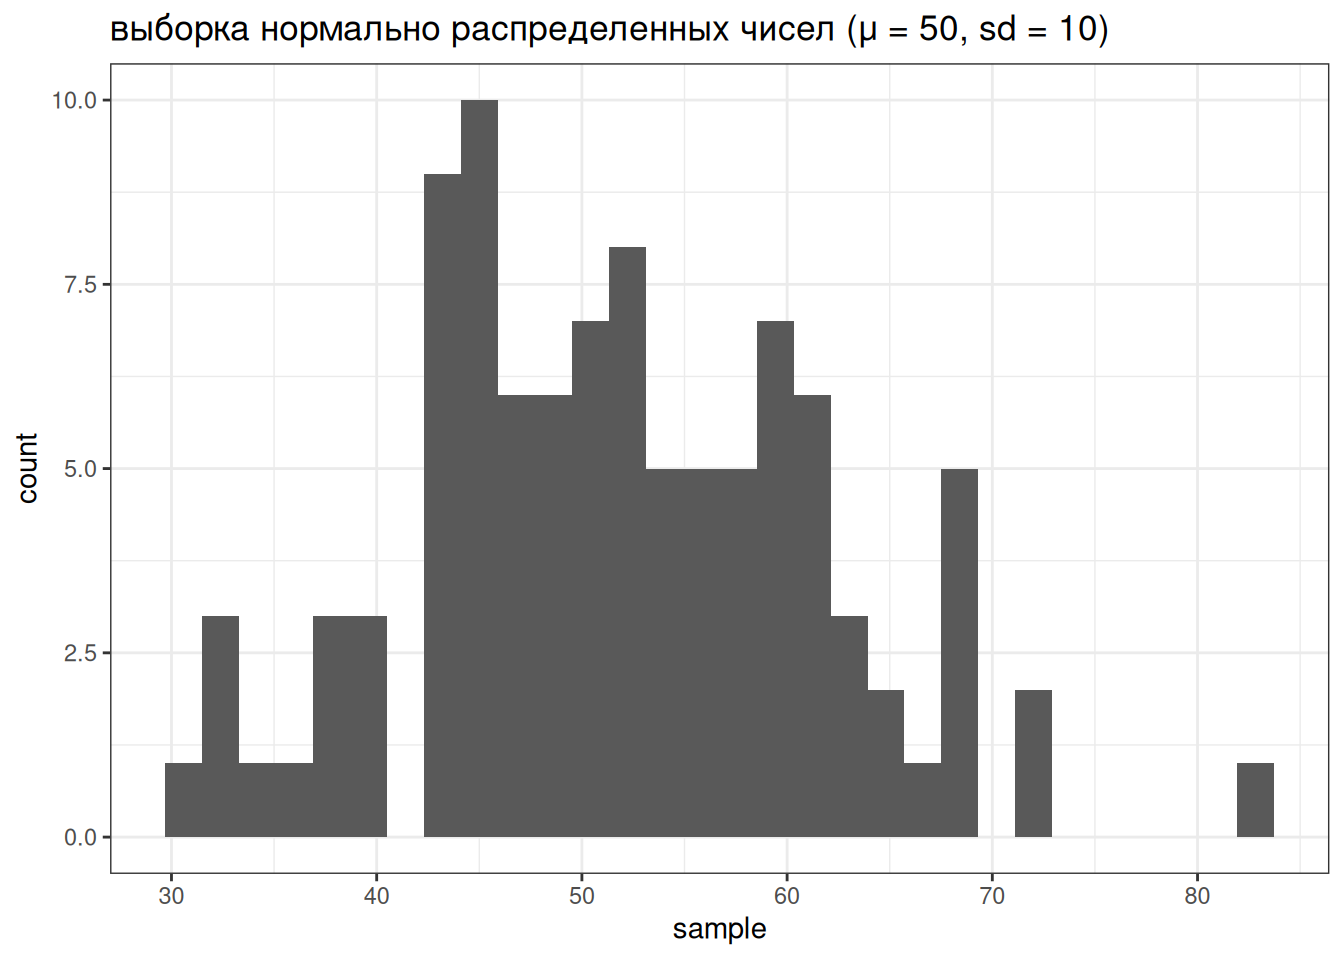 выборка нормально распределенных чисел (μ = 50, sd = 10)
10.0
7.5
5.0
2.5
0.0
count
30 40 50 60 70 80
sample